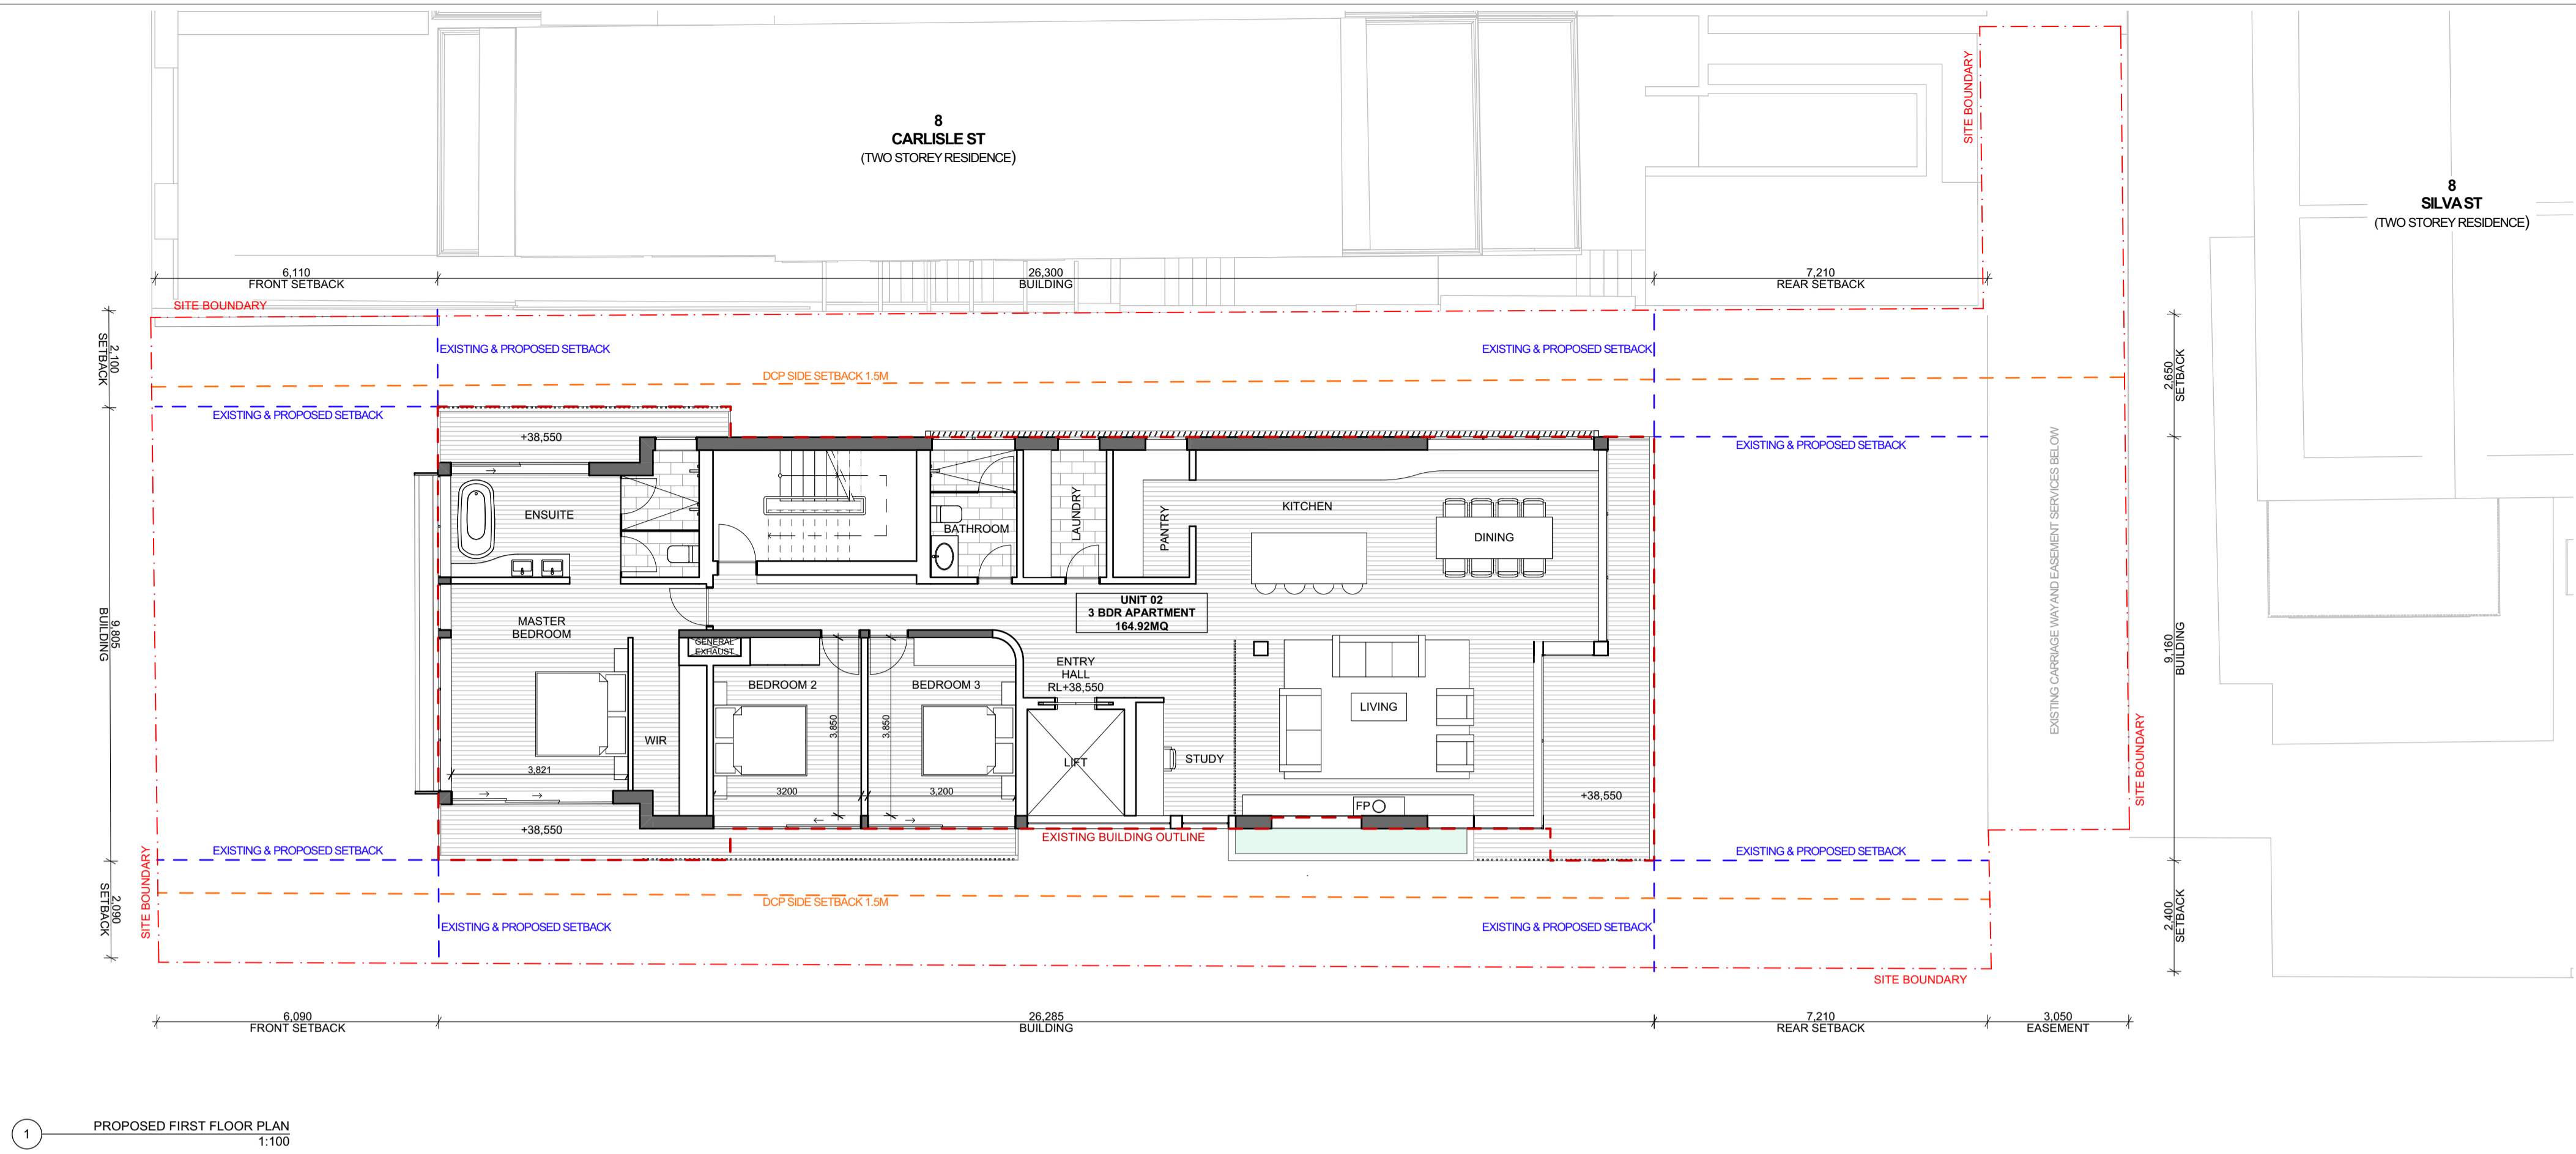 8
CARLISLE ST
(TWO STOREY RESIDENCE)
SITE BOUNDARY
8
SILVA ST
(TWO STOREY RESIDENCE)
6,110
FRONT SETBACK
26,300
BUILDING
7,210
REAR SETBACK
SITE BOUNDARY
2,100
SETBACK
EXISTING & PROPOSED SETBACK
EXISTING & PROPOSED SETBACK
2,650
SETBACK
DCP SIDE SETBACK 1.5M
EXISTING & PROPOSED SETBACK
+38,550
EXISTING & PROPOSED SETBACK
ENSUITE
BATHROOM
LAUNDRY
PANTRY
KITCHEN
DINING
EXISTING CARRIAGE WAY AND EASEMENT SERVICES BELOW
UNIT 02
3 BDR APARTMENT
164.92MQ
MASTER
BEDROOM
9,805
BUILDING
GENERAL
EXHAUST
9,160
BUILDING
BEDROOM 2
BEDROOM 3
ENTRY
HALL
RL+38,550
LIVING
3,850
3,850
WIR
LIFT
STUDY
3,821
3200
3,200
FP
+38,550
SITE BOUNDARY
+38,550
EXISTING BUILDING OUTLINE
EXISTING & PROPOSED SETBACK
EXISTING & PROPOSED SETBACK
SITE BOUNDARY
2,090
SETBACK
DCP SIDE SETBACK 1.5M
2,400
SETBACK
EXISTING & PROPOSED SETBACK
EXISTING & PROPOSED SETBACK
SITE BOUNDARY
6,090
FRONT SETBACK
26,285
BUILDING
7,210
REAR SETBACK
3,050
EASEMENT
1
PROPOSED FIRST FLOOR PLAN
1:100